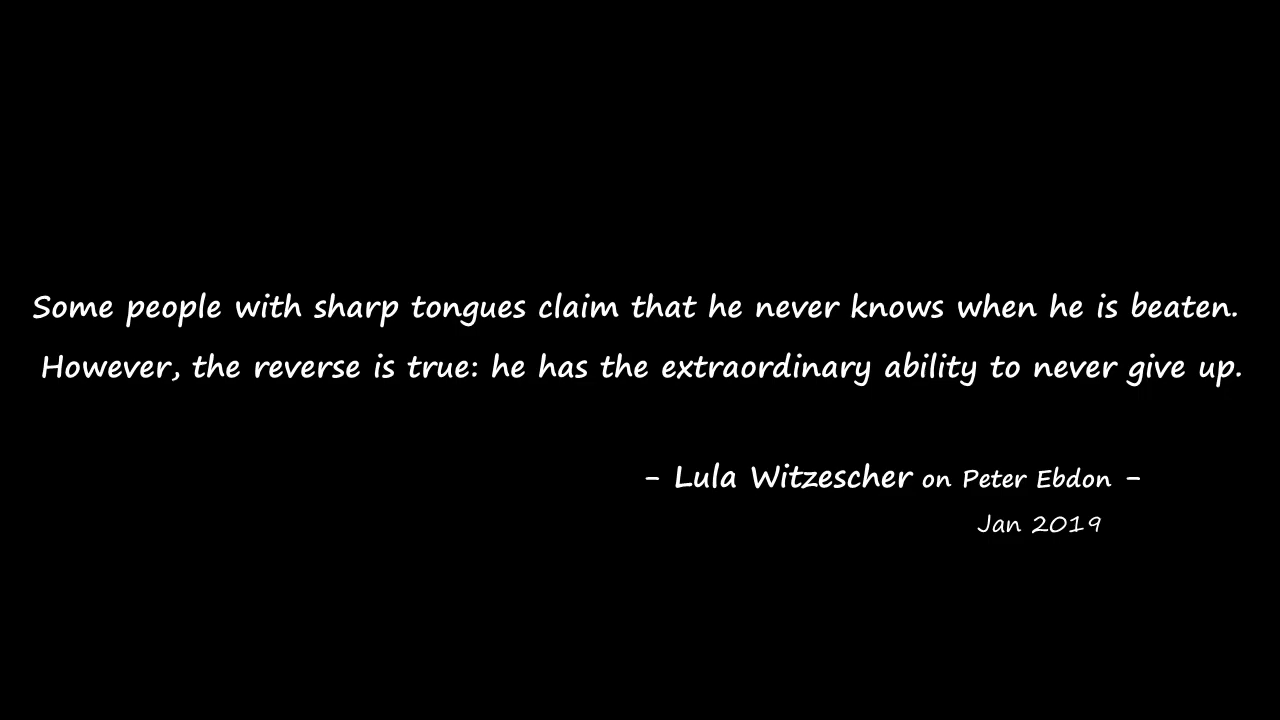 Some people with sharp tongues claim that he never knows when he is beaten.
However, the reverse is true: he has the extraordinary ability to never give up.
- Lula Witzescher on Peter Ebdon -
Jan 2019